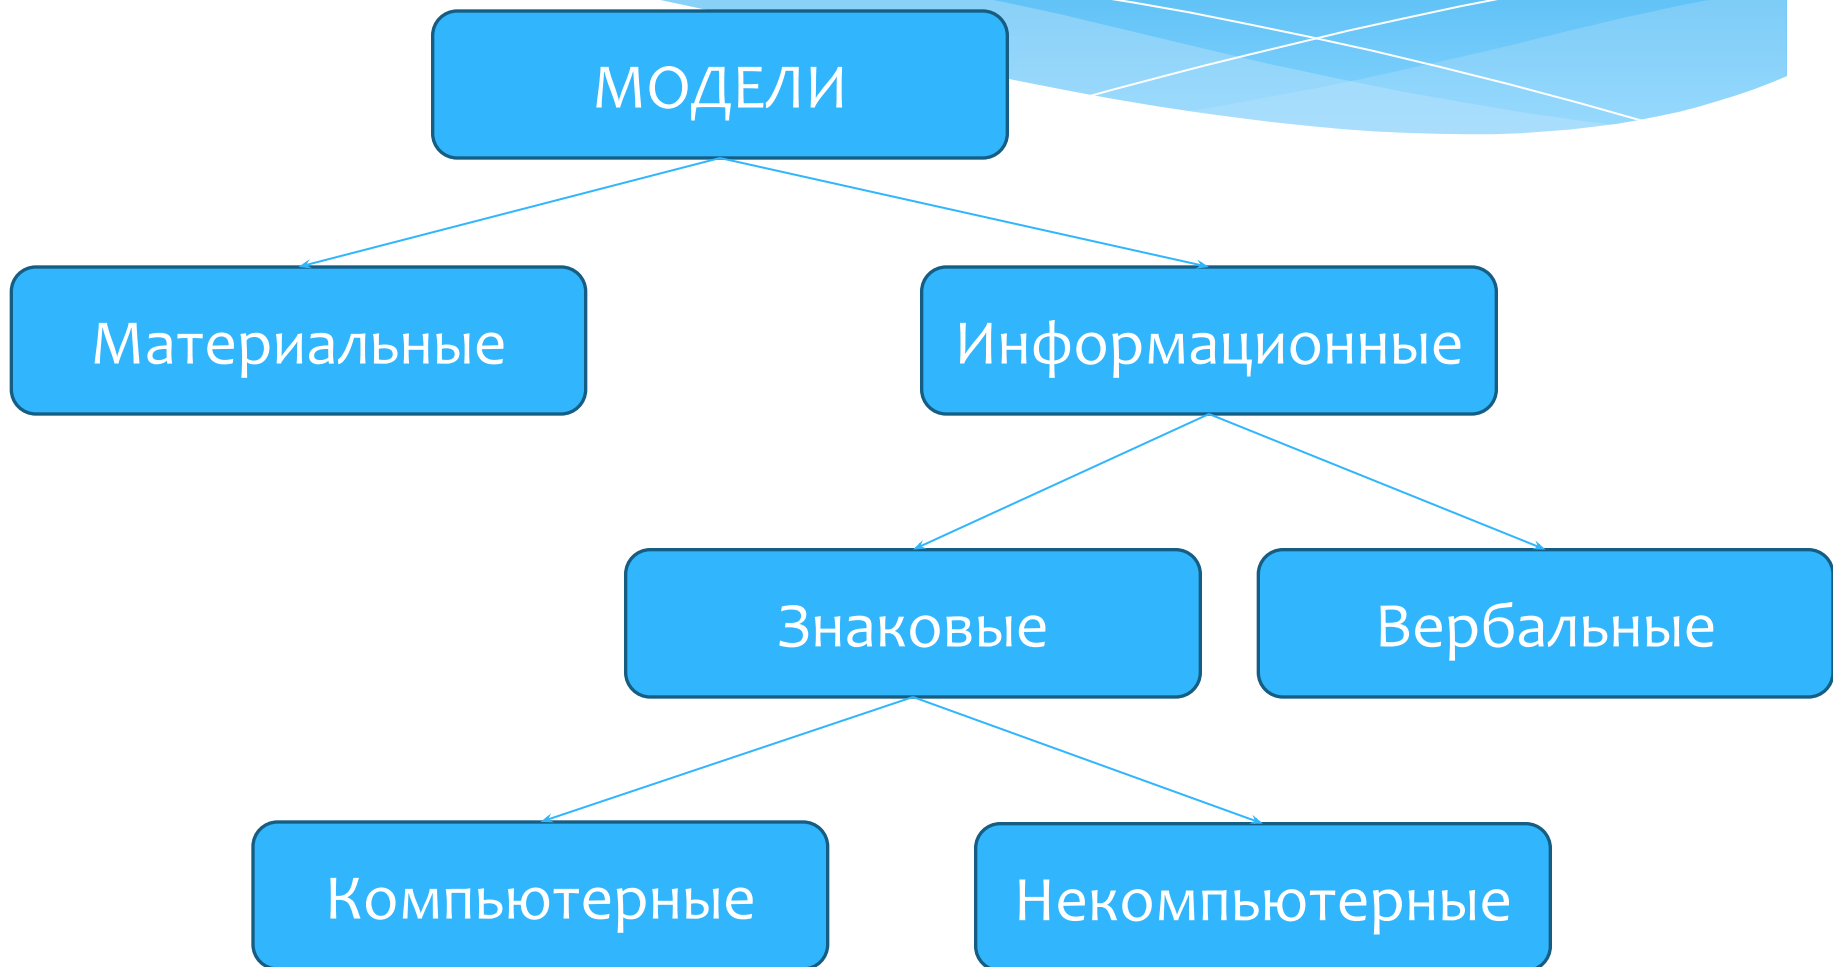 МОДЕЛИ
Материальные
Информационные
Знаковые
Вербальные
Компьютерные
Некомпьютерные